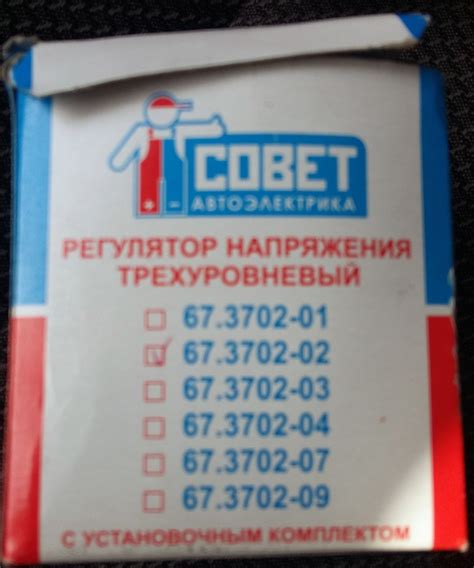 СОВЕТ
АВТОЭЛЕКТРИКА
+ -
РЕГУЛЯТОР НАПРЯЖЕНИЯ
ТРЕХУРОВНЕВЫЙ
67.3702-01
67.3702-02
67.3702-03
67.3702-04
67.3702-07
67.3702-09
С УСТАНОВОЧНЫМ КОМПЛЕКТОМ